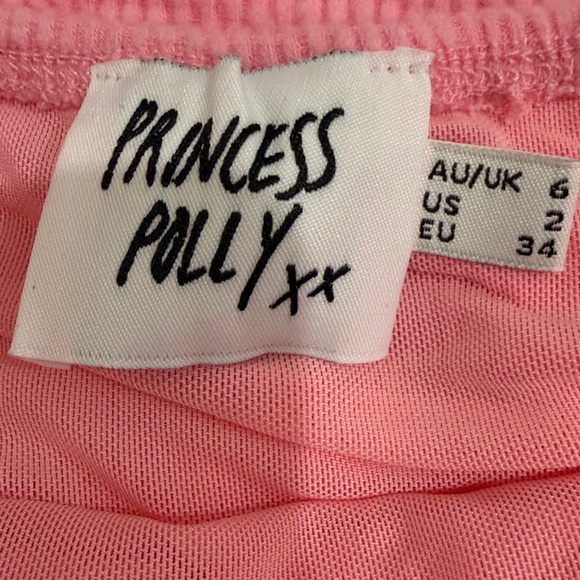 PRINCESS
POLLY xx
AU/UK 6
US 2
EU 34